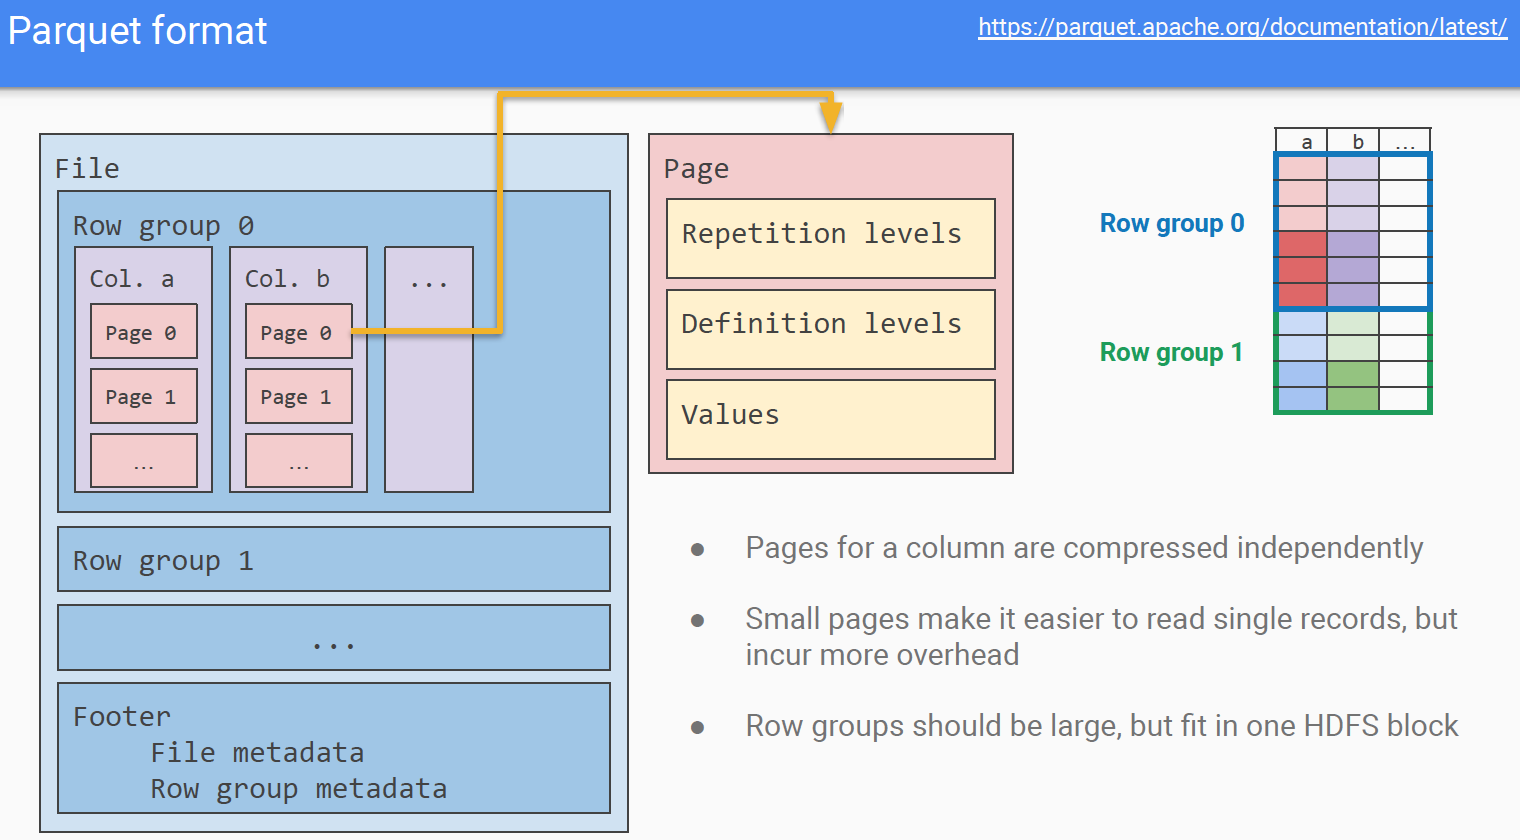 Parquet format
https://parquet.apache.org/documentation/latest/
File
Row group 0
Col. a
Page 0
Page 1
...
Col. b
Page 0
Page 1
...
...
Row group 1
...
Footer
File metadata
Row group metadata
Page
Repetition levels
Definition levels
Values
a b ...
Row group 0
Row group 1
● Pages for a column are compressed independently
● Small pages make it easier to read single records, but
incur more overhead
● Row groups should be large, but fit in one HDFS block